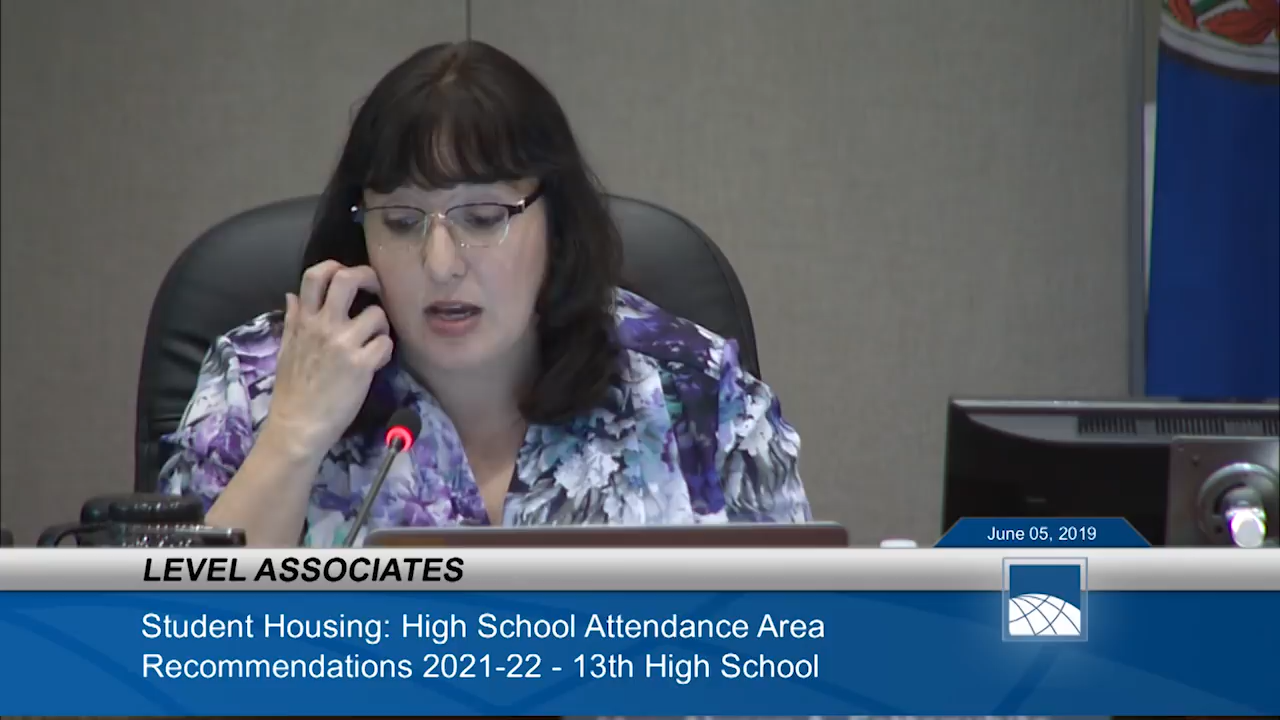 June 05, 2019
LEVEL ASSOCIATES
Student Housing: High School Attendance Area
Recommendations 2021-22 - 13th High School